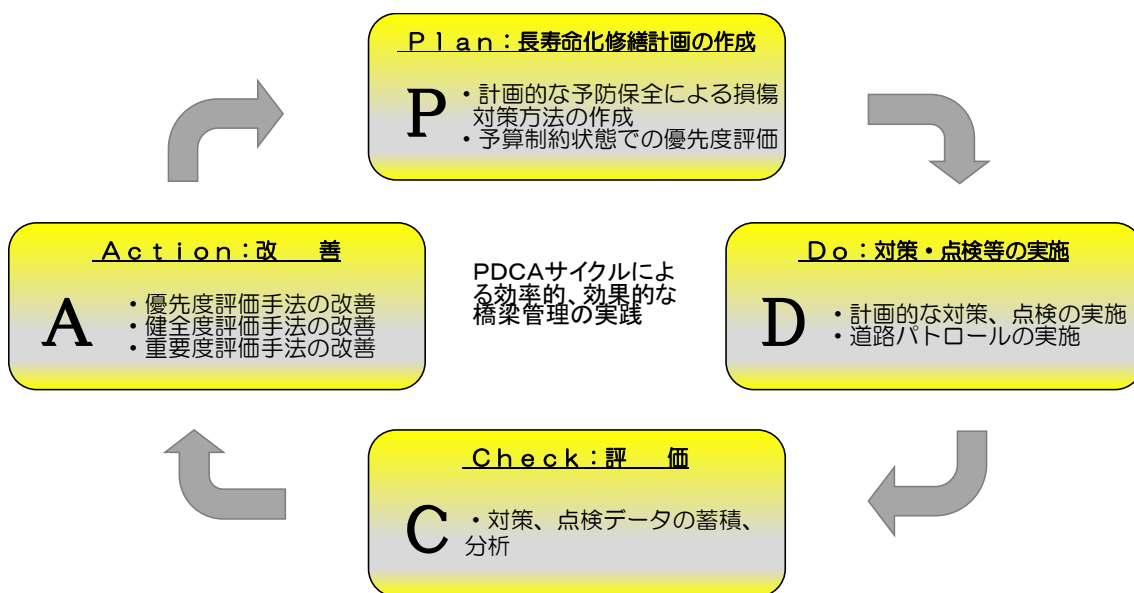 Ｐｌａｎ：長寿命化修繕計画の作成
P
・計画的な予防保全による損傷
対策方法の作成
・予算制約状態での優先度評価
Ａｃｔｉｏｎ：改　善
A
・優先度評価手法の改善
・健全度評価手法の改善
・重要度評価手法の改善
PDCAサイクルによ
る効率的、効果的な
橋梁管理の実践
Ｄｏ：対策・点検等の実施
D
・計画的な対策、点検の実施
・道路パトロールの実施
Ｃｈｅｃｋ：評　価
C
・対策、点検データの蓄積、
分析